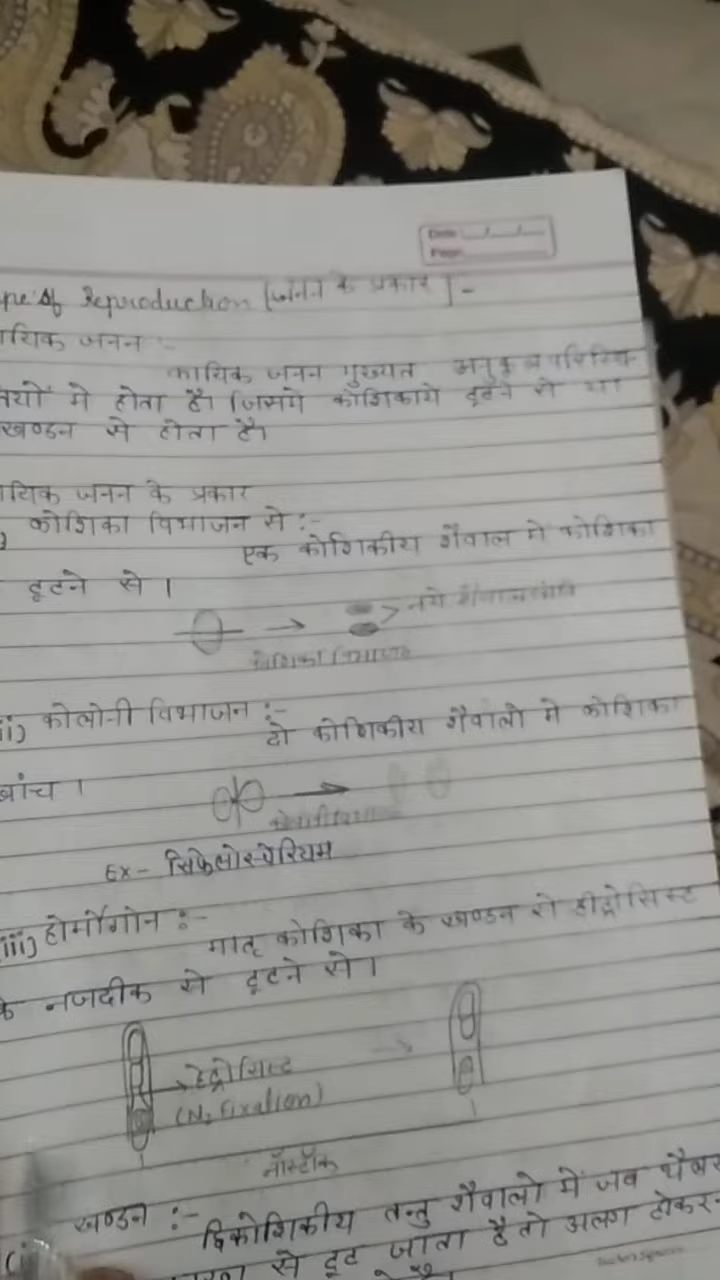 Date
Page
pe of Reproduction [जनन के प्रकार] -
ायिक जनन :-
कायिक जनन मुख्यत अनुकूल परिस्थि-
तयों मे होता है। जिसमे कोशिकाये टूटने से या
खण्डन से होता है।
ायिक जनन के प्रकार
) कोशिका विभाजन से :-
एक कोशिकीय शैवाल मे कोशिका
टूटने से ।
नये
कोशिका विभाजन
ii) कोलोनी विभाजन :-
दो कोशिकीय शैवालो मे कोशिका
Ex - सिफेलोस्पेरियम
iii) होर्मोगोन :-
मातृ कोशिका के खण्डन से हीट्रोसिस्ट
के नजदीक से टूटने से ।
हेट्रोसिस्ट
(N2 fixation)
नॉस्टॉक
खण्डन :-
द्विकोशिकीय तन्तु शैवालो में जब
से टूट जाता है तो अलग होकर